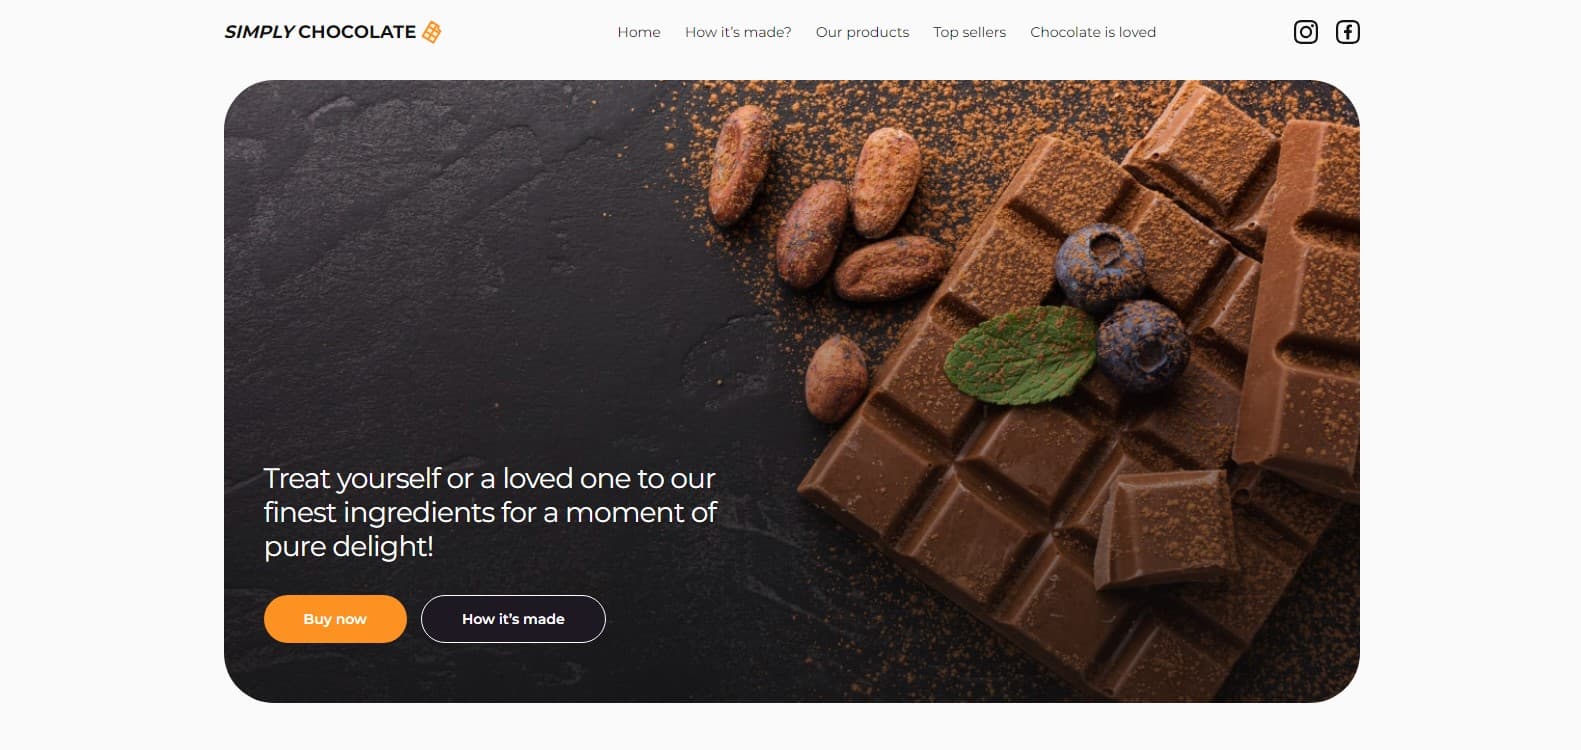 SIMPLY CHOCOLATE
Home How it’s made? Our products Top sellers Chocolate is loved
Treat yourself or a loved one to our
finest ingredients for a moment of
pure delight!
Buy now How it’s made